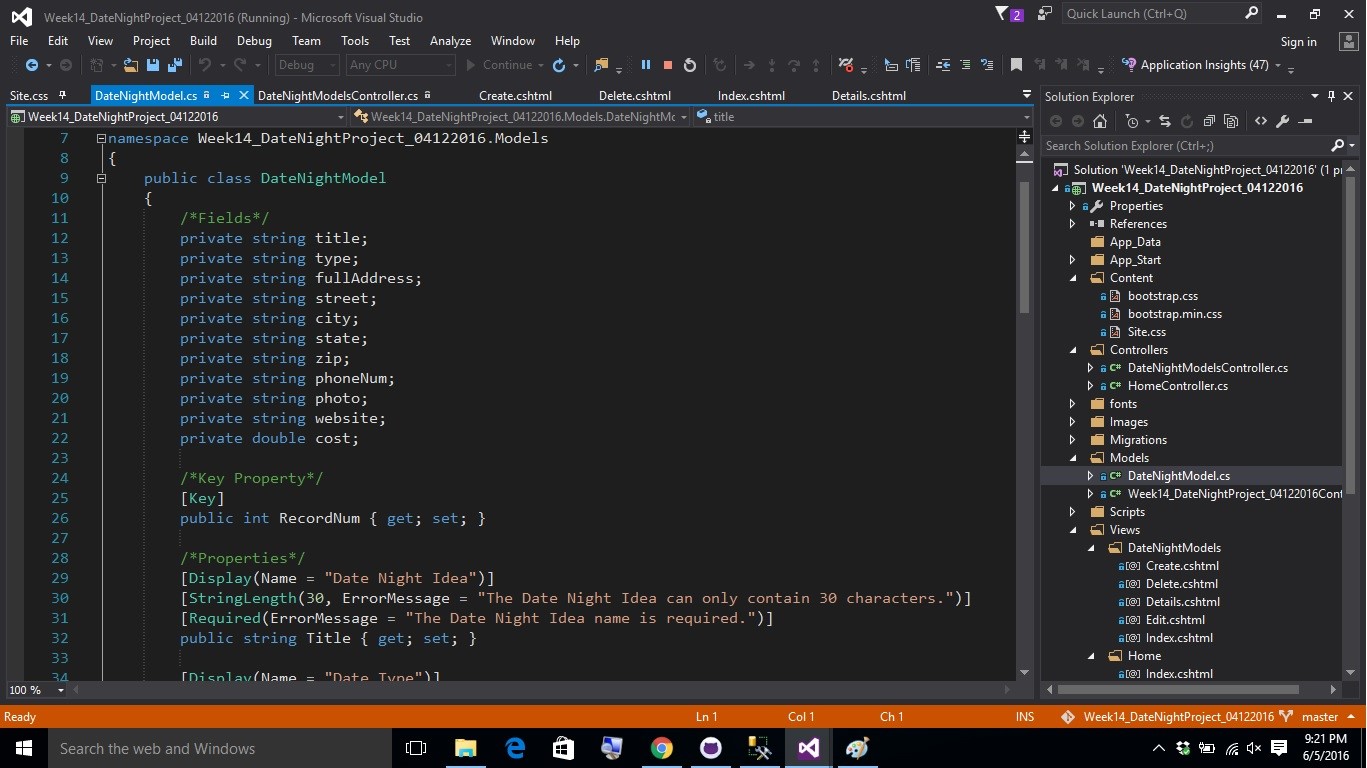 Week14_DateNightProject_04122016 (Running) - Microsoft Visual Studio
2
Quick Launch (Ctrl+Q)
File Edit View Project Build Debug Team Tools Test Analyze Window Help
Sign in
Debug Any CPU Continue Application Insights (47)
Site.css DateNightModel.cs DateNightModelsController.cs Create.cshtml Delete.cshtml Index.cshtml Details.cshtml
Week14_DateNightProject_04122016 Week14_DateNightProject_04122016.Models.DateNightMc title
7 namespace Week14_DateNightProject_04122016.Models
8 {
9 public class DateNightModel
10 {
11 /*Fields*/
12 private string title;
13 private string type;
14 private string fullAddress;
15 private string street;
16 private string city;
17 private string state;
18 private string zip;
19 private string phoneNum;
20 private string photo;
21 private string website;
22 private double cost;
23
24 /*Key Property*/
25 [Key]
26 public int RecordNum { get; set; }
27
28 /*Properties*/
29 [Display(Name = "Date Night Idea")]
30 [StringLength(30, ErrorMessage = "The Date Night Idea can only contain 30 characters.")]
31 [Required(ErrorMessage = "The Date Night Idea name is required.")]
32 public string Title { get; set; }
33
34 [Display(Name = "Date Type")]
100 %
Solution Explorer
Search Solution Explorer (Ctrl+;)
Solution 'Week14_DateNightProject_04122016' (1 pr
Week14_DateNightProject_04122016
Properties
References
App_Data
App_Start
Content
bootstrap.css
bootstrap.min.css
Site.css
Controllers
C# DateNightModelsController.cs
C# HomeController.cs
fonts
Images
Migrations
Models
C# DateNightModel.cs
C# Week14_DateNightProject_04122016Cont
Scripts
Views
DateNightModels
[@] Create.cshtml
[@] Delete.cshtml
[@] Details.cshtml
[@] Edit.cshtml
[@] Index.cshtml
Home
[@] Index.cshtml
Ready Ln 1 Col 1 Ch 1 INS Week14_DateNightProject_04122016 master
Search the web and Windows
9:21 PM
6/5/2016